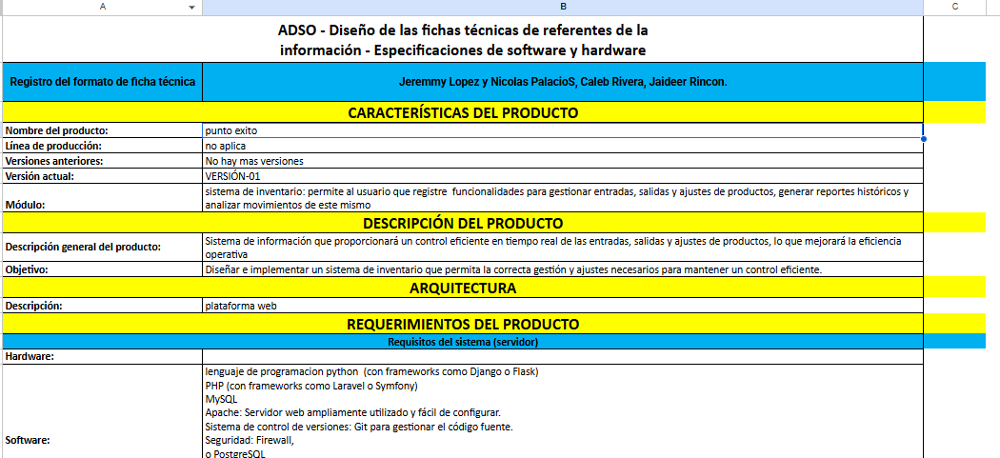 A B C
ADSO - Diseño de las fichas técnicas de referentes de la
información - Especificaciones de software y hardware
Registro del formato de ficha técnica Jeremmy Lopez y Nicolas PalacioS, Caleb Rivera, Jaideer Rincon.
CARACTERÍSTICAS DEL PRODUCTO
Nombre del producto: punto exito
Línea de producción: no aplica
Versiones anteriores: No hay mas versiones
Versión actual: VERSIÓN-01
sistema de inventario: permite al usuario que registre funcionalidades para gestionar entradas, salidas y ajustes de productos, generar reportes históricos y
Módulo: analizar movimientos de este mismo
DESCRIPCIÓN DEL PRODUCTO
Descripción general del producto: Sistema de información que proporcionará un control eficiente en tiempo real de las entradas, salidas y ajustes de productos, lo que mejorará la eficiencia
operativa
Objetivo: Diseñar e implementar un sistema de inventario que permita la correcta gestión y ajustes necesarios para mantener un control eficiente.
ARQUITECTURA
Descripción: plataforma web
REQUERIMIENTOS DEL PRODUCTO
Requisitos del sistema (servidor)
Hardware:
lenguaje de programacion python (con frameworks como Django o Flask)
PHP (con frameworks como Laravel o Symfony)
MySQL
Apache: Servidor web ampliamente utilizado y fácil de configurar.
Sistema de control de versiones: Git para gestionar el código fuente.
Software: Seguridad: Firewall,
o PostgreSQL